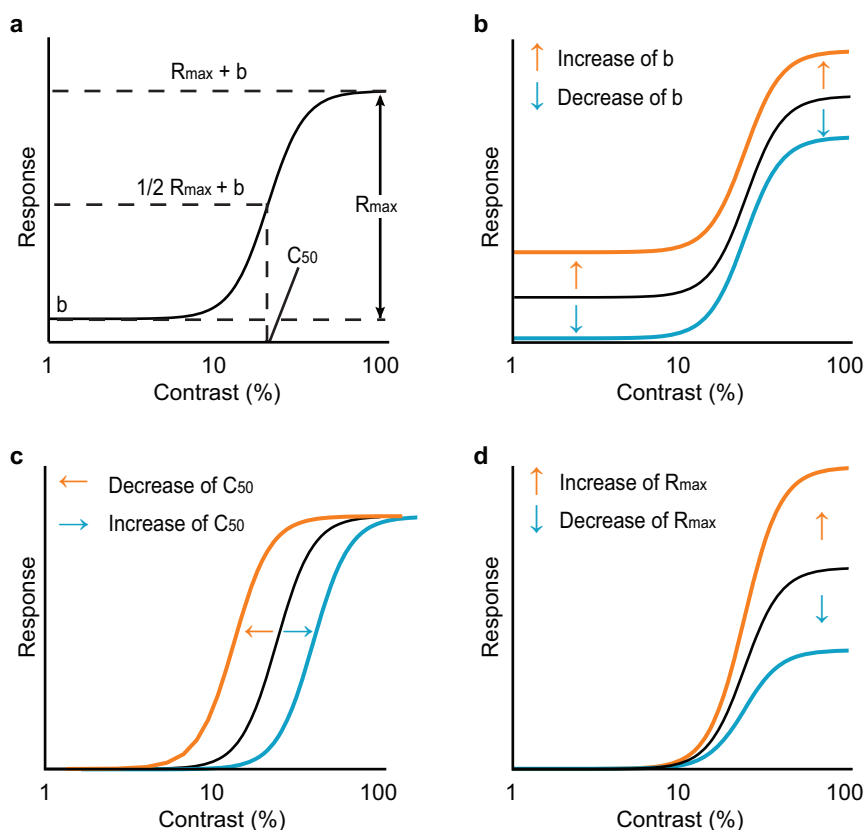 a
Rmax + b
1/2 Rmax + b
Rmax
C50
b
Response
1 10 100
Contrast (%)
b
Increase of b
Decrease of b
Response
1 10 100
Contrast (%)
c
Decrease of C50
Increase of C50
Response
1 10 100
Contrast (%)
d
Increase of Rmax
Decrease of Rmax
Response
1 10 100
Contrast (%)